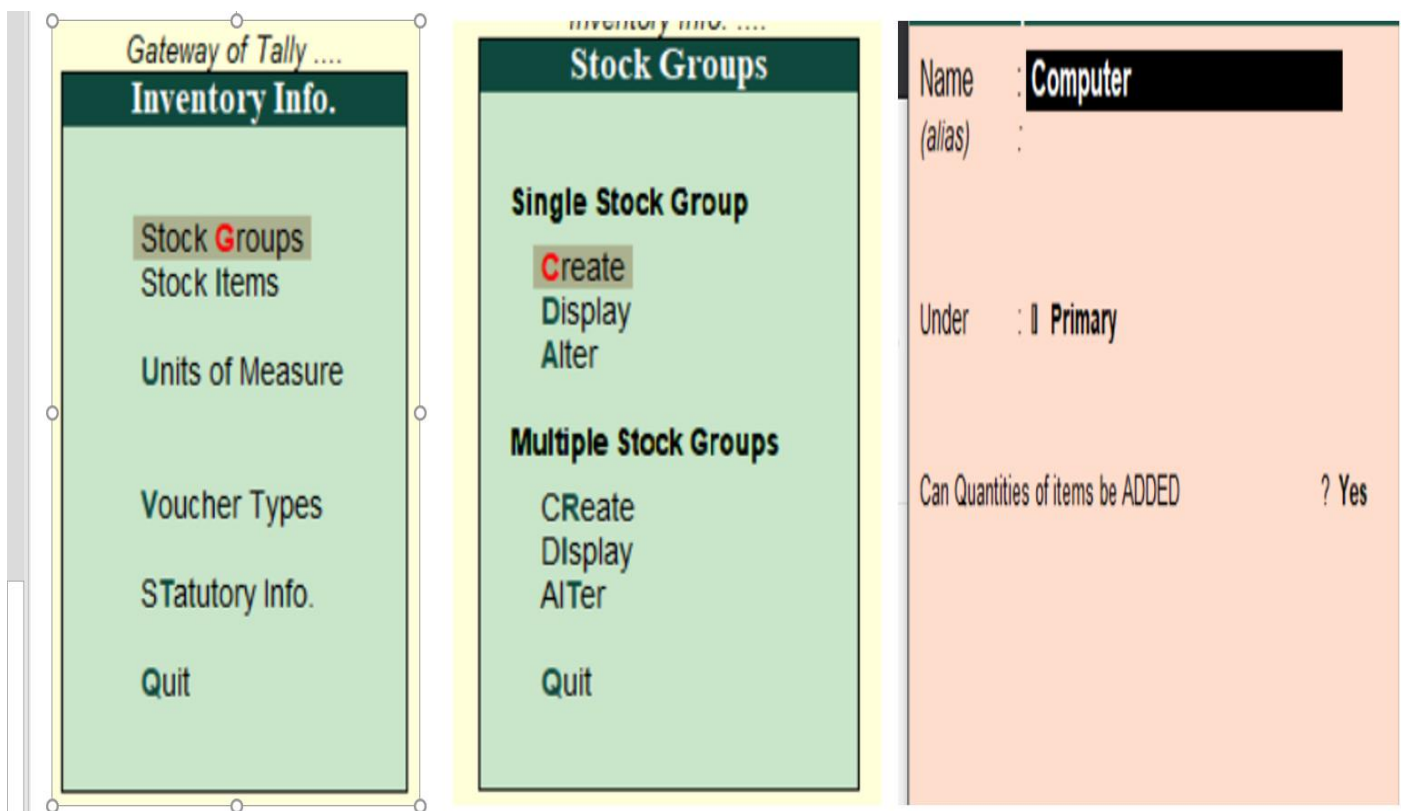 Gateway of Tally ....
Inventory Info.
Stock Groups
Stock Items
Units of Measure
Voucher Types
STatutory Info.
Quit
Inventory Info. ....
Stock Groups
Single Stock Group
Create
Display
Alter
Multiple Stock Groups
CReate
DIsplay
AlTer
Quit
Name : Computer
(alias) :
Under : Primary
Can Quantities of items be ADDED ? Yes